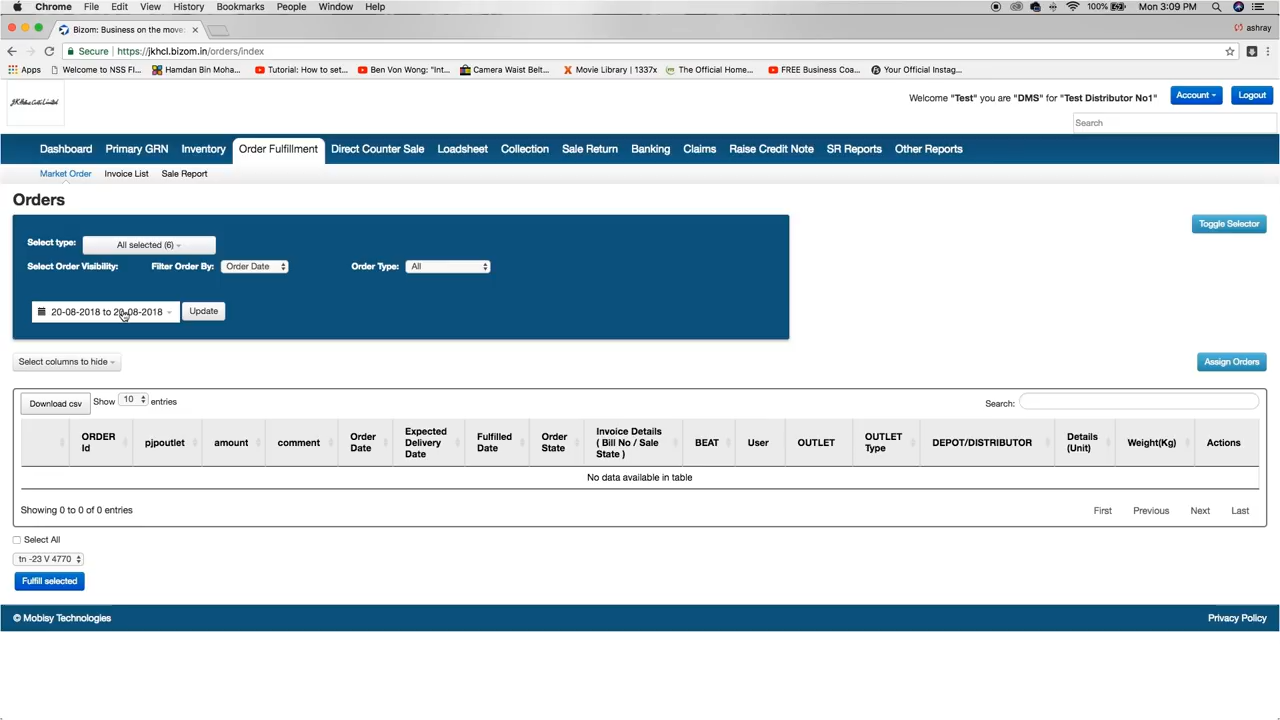 Chrome File Edit View History Bookmarks People Window Help 100% Mon 3:09 PM
Bizom: Business on the move: ashray
Secure https://jkhcl.bizom.in/orders/index
Apps Welcome to NSS Fl... Hamdan Bin Moha... Tutorial: How to set... Ben Von Wong: "Int... Camera Waist Belt... Movie Library | 1337x The Official Home... FREE Business Coa... Your Official Instag...
Welcome "Test" you are "DMS" for "Test Distributor No1" Account Logout
Search
Dashboard Primary GRN Inventory Order Fulfillment Direct Counter Sale Loadsheet Collection Sale Return Banking Claims Raise Credit Note SR Reports Other Reports
Market Order Invoice List Sale Report
Orders
Toggle Selector
Select type: All selected (6)
Select Order Visibility: Filter Order By: Order Date Order Type: All
20-08-2018 to 20-08-2018 Update
Select columns to hide Assign Orders
Download csv Show 10 entries Search:
ORDER Id pjpoutlet amount comment Order Date Expected Delivery Date Fulfilled Date Order State Invoice Details ( Bill No / Sale State ) BEAT User OUTLET OUTLET Type DEPOT/DISTRIBUTOR Details (Unit) Weight(Kg) Actions
No data available in table
Showing 0 to 0 of 0 entries First Previous Next Last
Select All
tn -23 V 4770
Fulfill selected
© Mobisy Technologies Privacy Policy